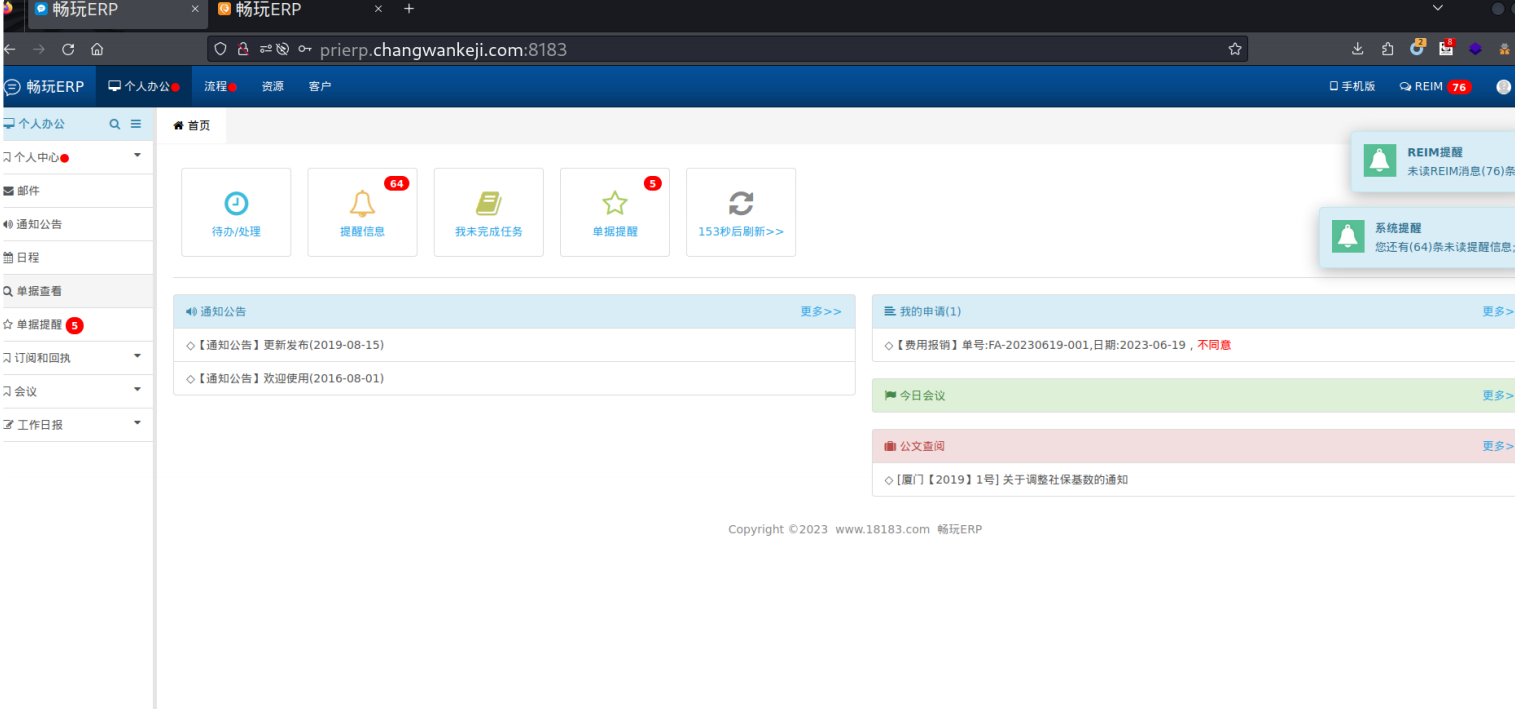 畅玩ERP × 畅玩ERP × +
prierp.changwankeji.com:8183
2 8
畅玩ERP 个人办公 流程 资源 客户 手机版 REIM 76
个人办公
首页
个人中心
邮件
通知公告
日程
单据查看
单据提醒 5
订阅和回执
会议
工作日报
待办/处理
64
提醒信息
我未完成任务
5
单据提醒
153秒后刷新>>
REIM提醒
未读REIM消息(76)条
系统提醒
您还有(64)条未读提醒信息;
通知公告 更多>>
◇【通知公告】更新发布(2019-08-15)
◇【通知公告】欢迎使用(2016-08-01)
我的申请(1) 更多>
◇【费用报销】单号:FA-20230619-001,日期:2023-06-19，不同意
今日会议 更多>
公文查阅 更多>
◇ [厦门【2019】1号] 关于调整社保基数的通知
Copyright ©2023 www.18183.com 畅玩ERP